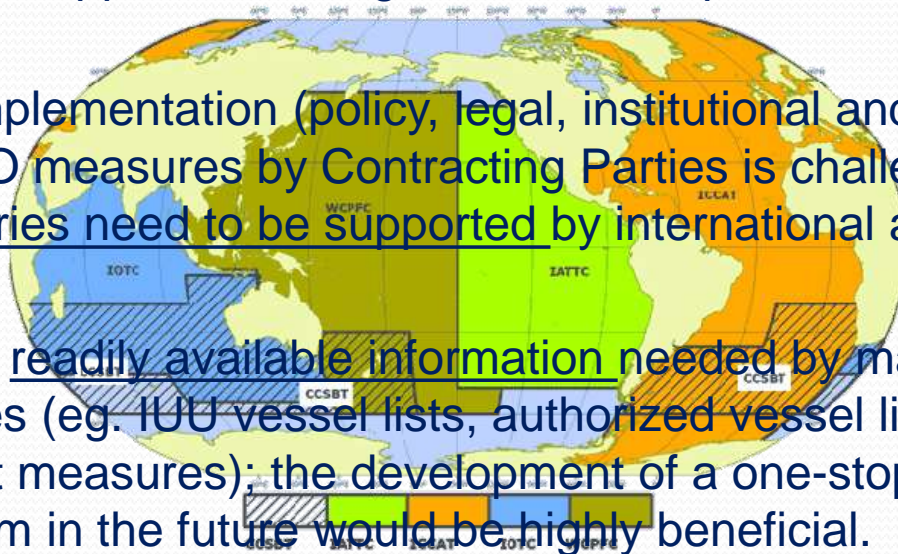 nplementation (policy, legal, institutional and
D measures by Contracting Parties is challe
ries need to be supported by international a
readily available information needed by ma
es (eg. IUU vessel lists, authorized vessel li
t measures); the development of a one-stop
m in the future would be highly beneficial.
WCPFC
ICCAT
IOTC
IATTC
CCSBT
CCSBT
CCSBT IATTC ICCAT IOTC WCPFC